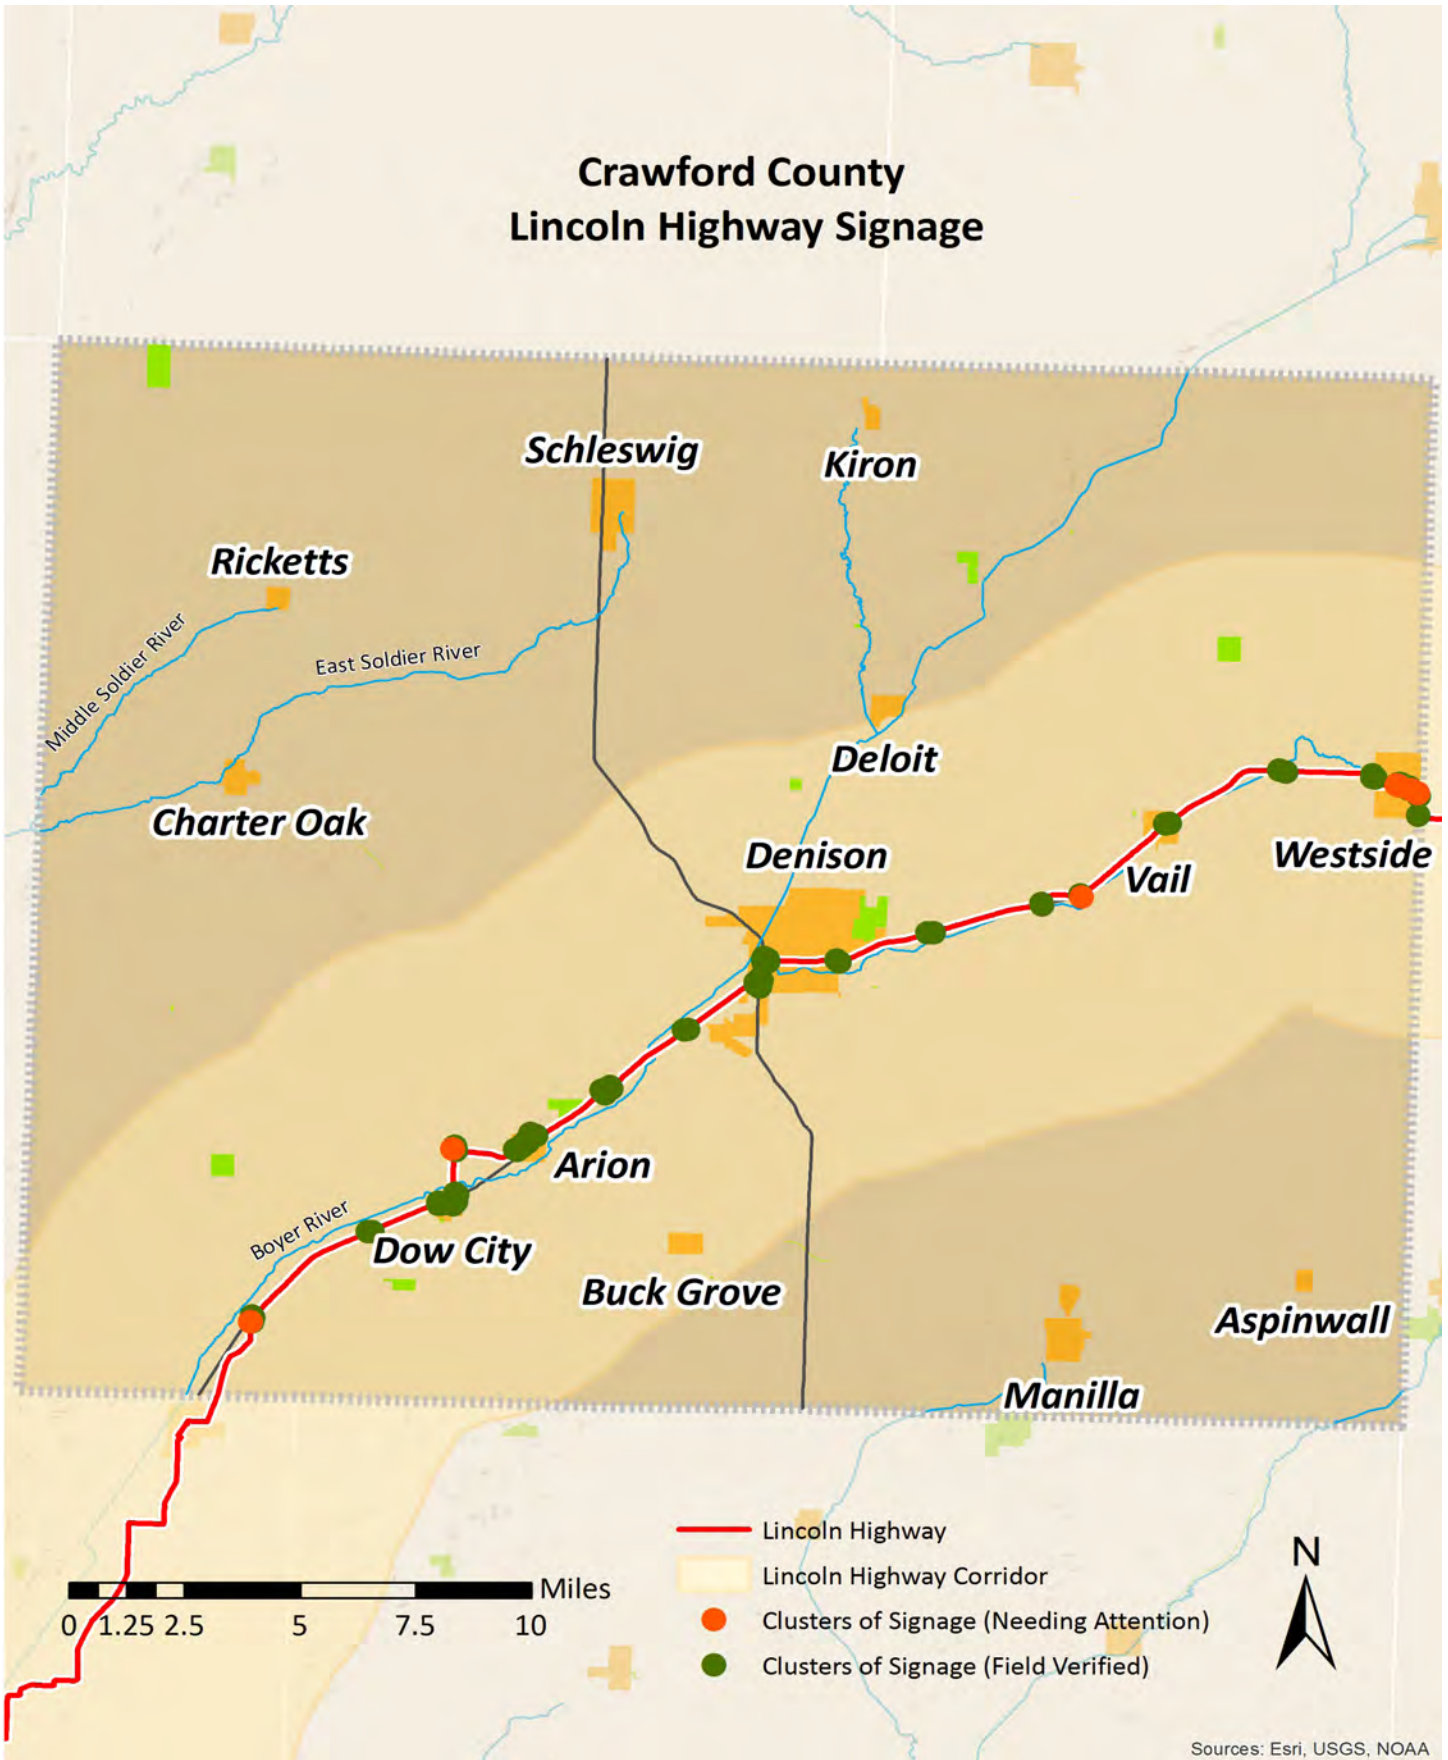 Crawford County
Lincoln Highway Signage
Schleswig
Kiron
Ricketts
Middle Soldier River
East Soldier River
Charter Oak
Deloit
Denison
Vail
Westside
Arion
Boyer River
Dow City
Buck Grove
Aspinwall
Manilla
Lincoln Highway
Lincoln Highway Corridor
Clusters of Signage (Needing Attention)
Clusters of Signage (Field Verified)
N
Miles
0 1.25 2.5 5 7.5 10
Sources: Esri, USGS, NOAA